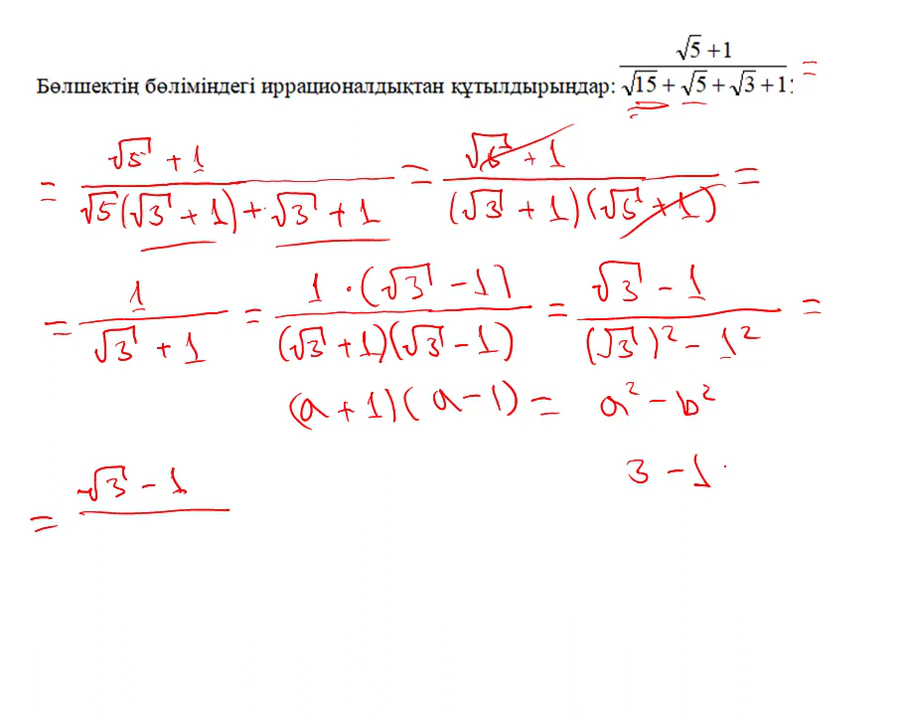 Бөлшектің бөліміндегі иррационалдықтан құтылдырыңдар: (√5 + 1)/(√15 + √5 + √3 + 1); =
= (√5 + 1)/(√5(√3 + 1) + √3 + 1) = (√5 + 1)/((√3 + 1)(√5 + 1)) =
= 1/(√3 + 1) = (1 · (√3 - 1))/((√3 + 1)(√3 - 1)) = (√3 - 1)/((√3)² - 1²) =
(a + 1)(a - 1) = a² - b²
3 - 1
= √3 - 1